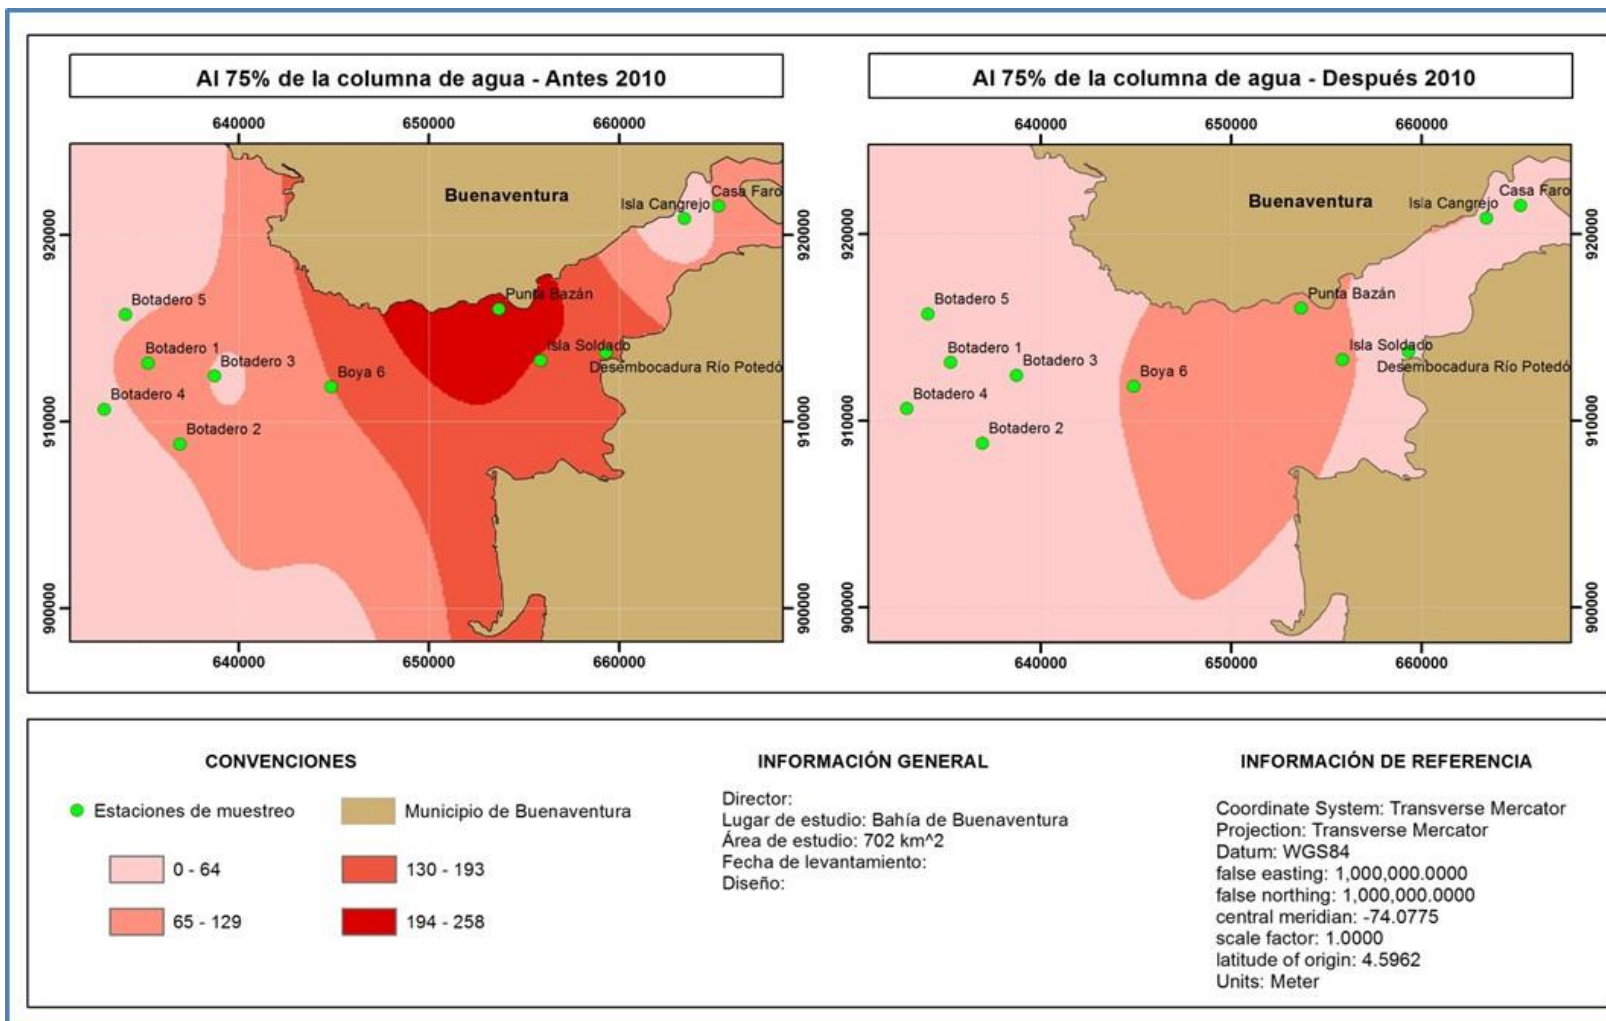 Al 75% de la columna de agua - Antes 2010
640000 650000 660000
920000
910000
900000
Buenaventura
Casa Faro
Isla Cangrejo
Botadero 5
Punta Bazán
Botadero 1
Botadero 3
Isla Soldado
Boya 6
Desembocadura Río Potedó
Botadero 4
Botadero 2
920000
910000
900000
640000 650000 660000
Al 75% de la columna de agua - Después 2010
640000 650000 660000
920000
910000
900000
Buenaventura
Casa Faro
Isla Cangrejo
Botadero 5
Punta Bazán
Botadero 1
Botadero 3
Isla Soldado
Boya 6
Desembocadura Río Potedó
Botadero 4
Botadero 2
920000
910000
900000
640000 650000 660000
CONVENCIONES
Estaciones de muestreo
Municipio de Buenaventura
0 - 64
130 - 193
65 - 129
194 - 258
INFORMACIÓN GENERAL
Director:
Lugar de estudio: Bahía de Buenaventura
Área de estudio: 702 km^2
Fecha de levantamiento:
Diseño:
INFORMACIÓN DE REFERENCIA
Coordinate System: Transverse Mercator
Projection: Transverse Mercator
Datum: WGS84
false easting: 1,000,000.0000
false northing: 1,000,000.0000
central meridian: -74.0775
scale factor: 1.0000
latitude of origin: 4.5962
Units: Meter